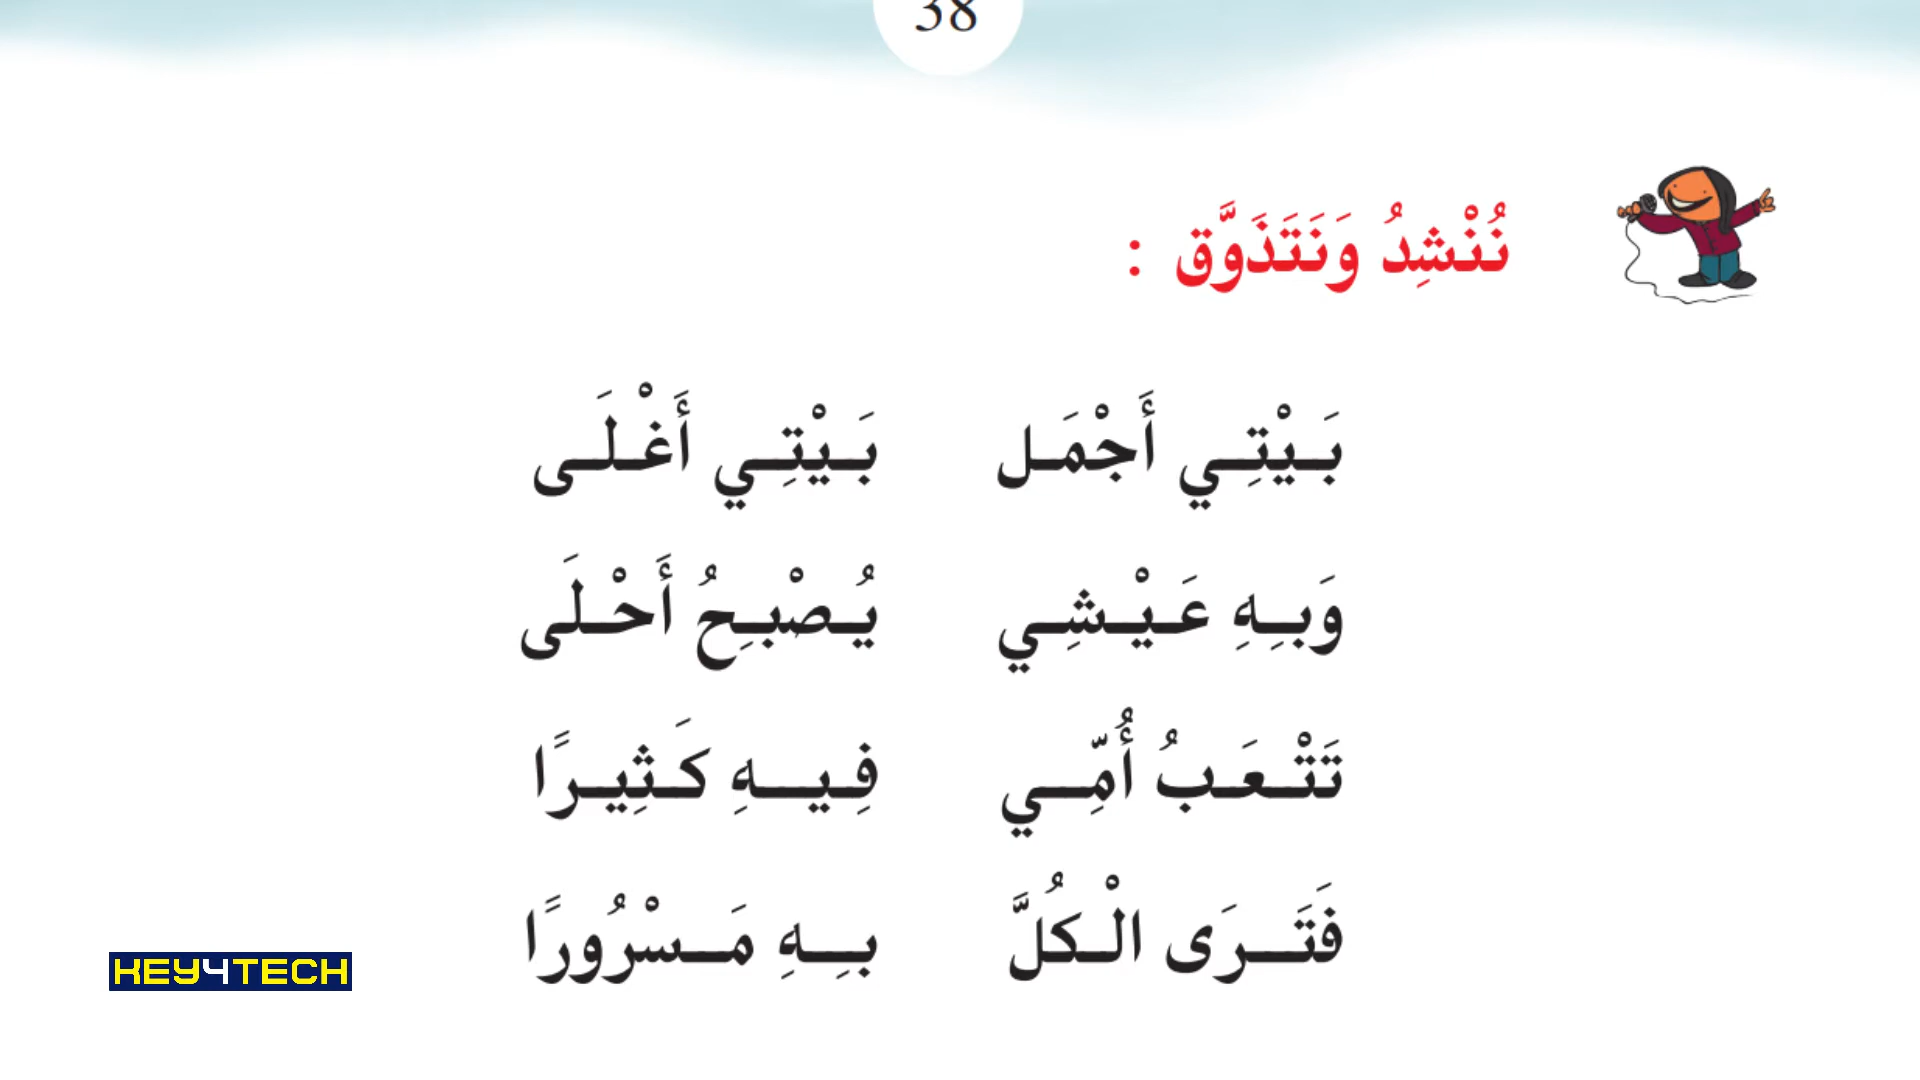 38
نُنْشِدُ وَنَتَذَوَّق :
بَيْتِي أَجْمَل بَيْتِي أَغْلَى
وَبِهِ عَيْشِي يُصْبِحُ أَحْلَى
تَتْعَبُ أُمِّي فِيهِ كَثِيرًا
فَتَرَى الْكُلَّ بِهِ مَسْرُورًا
KEY4TECH